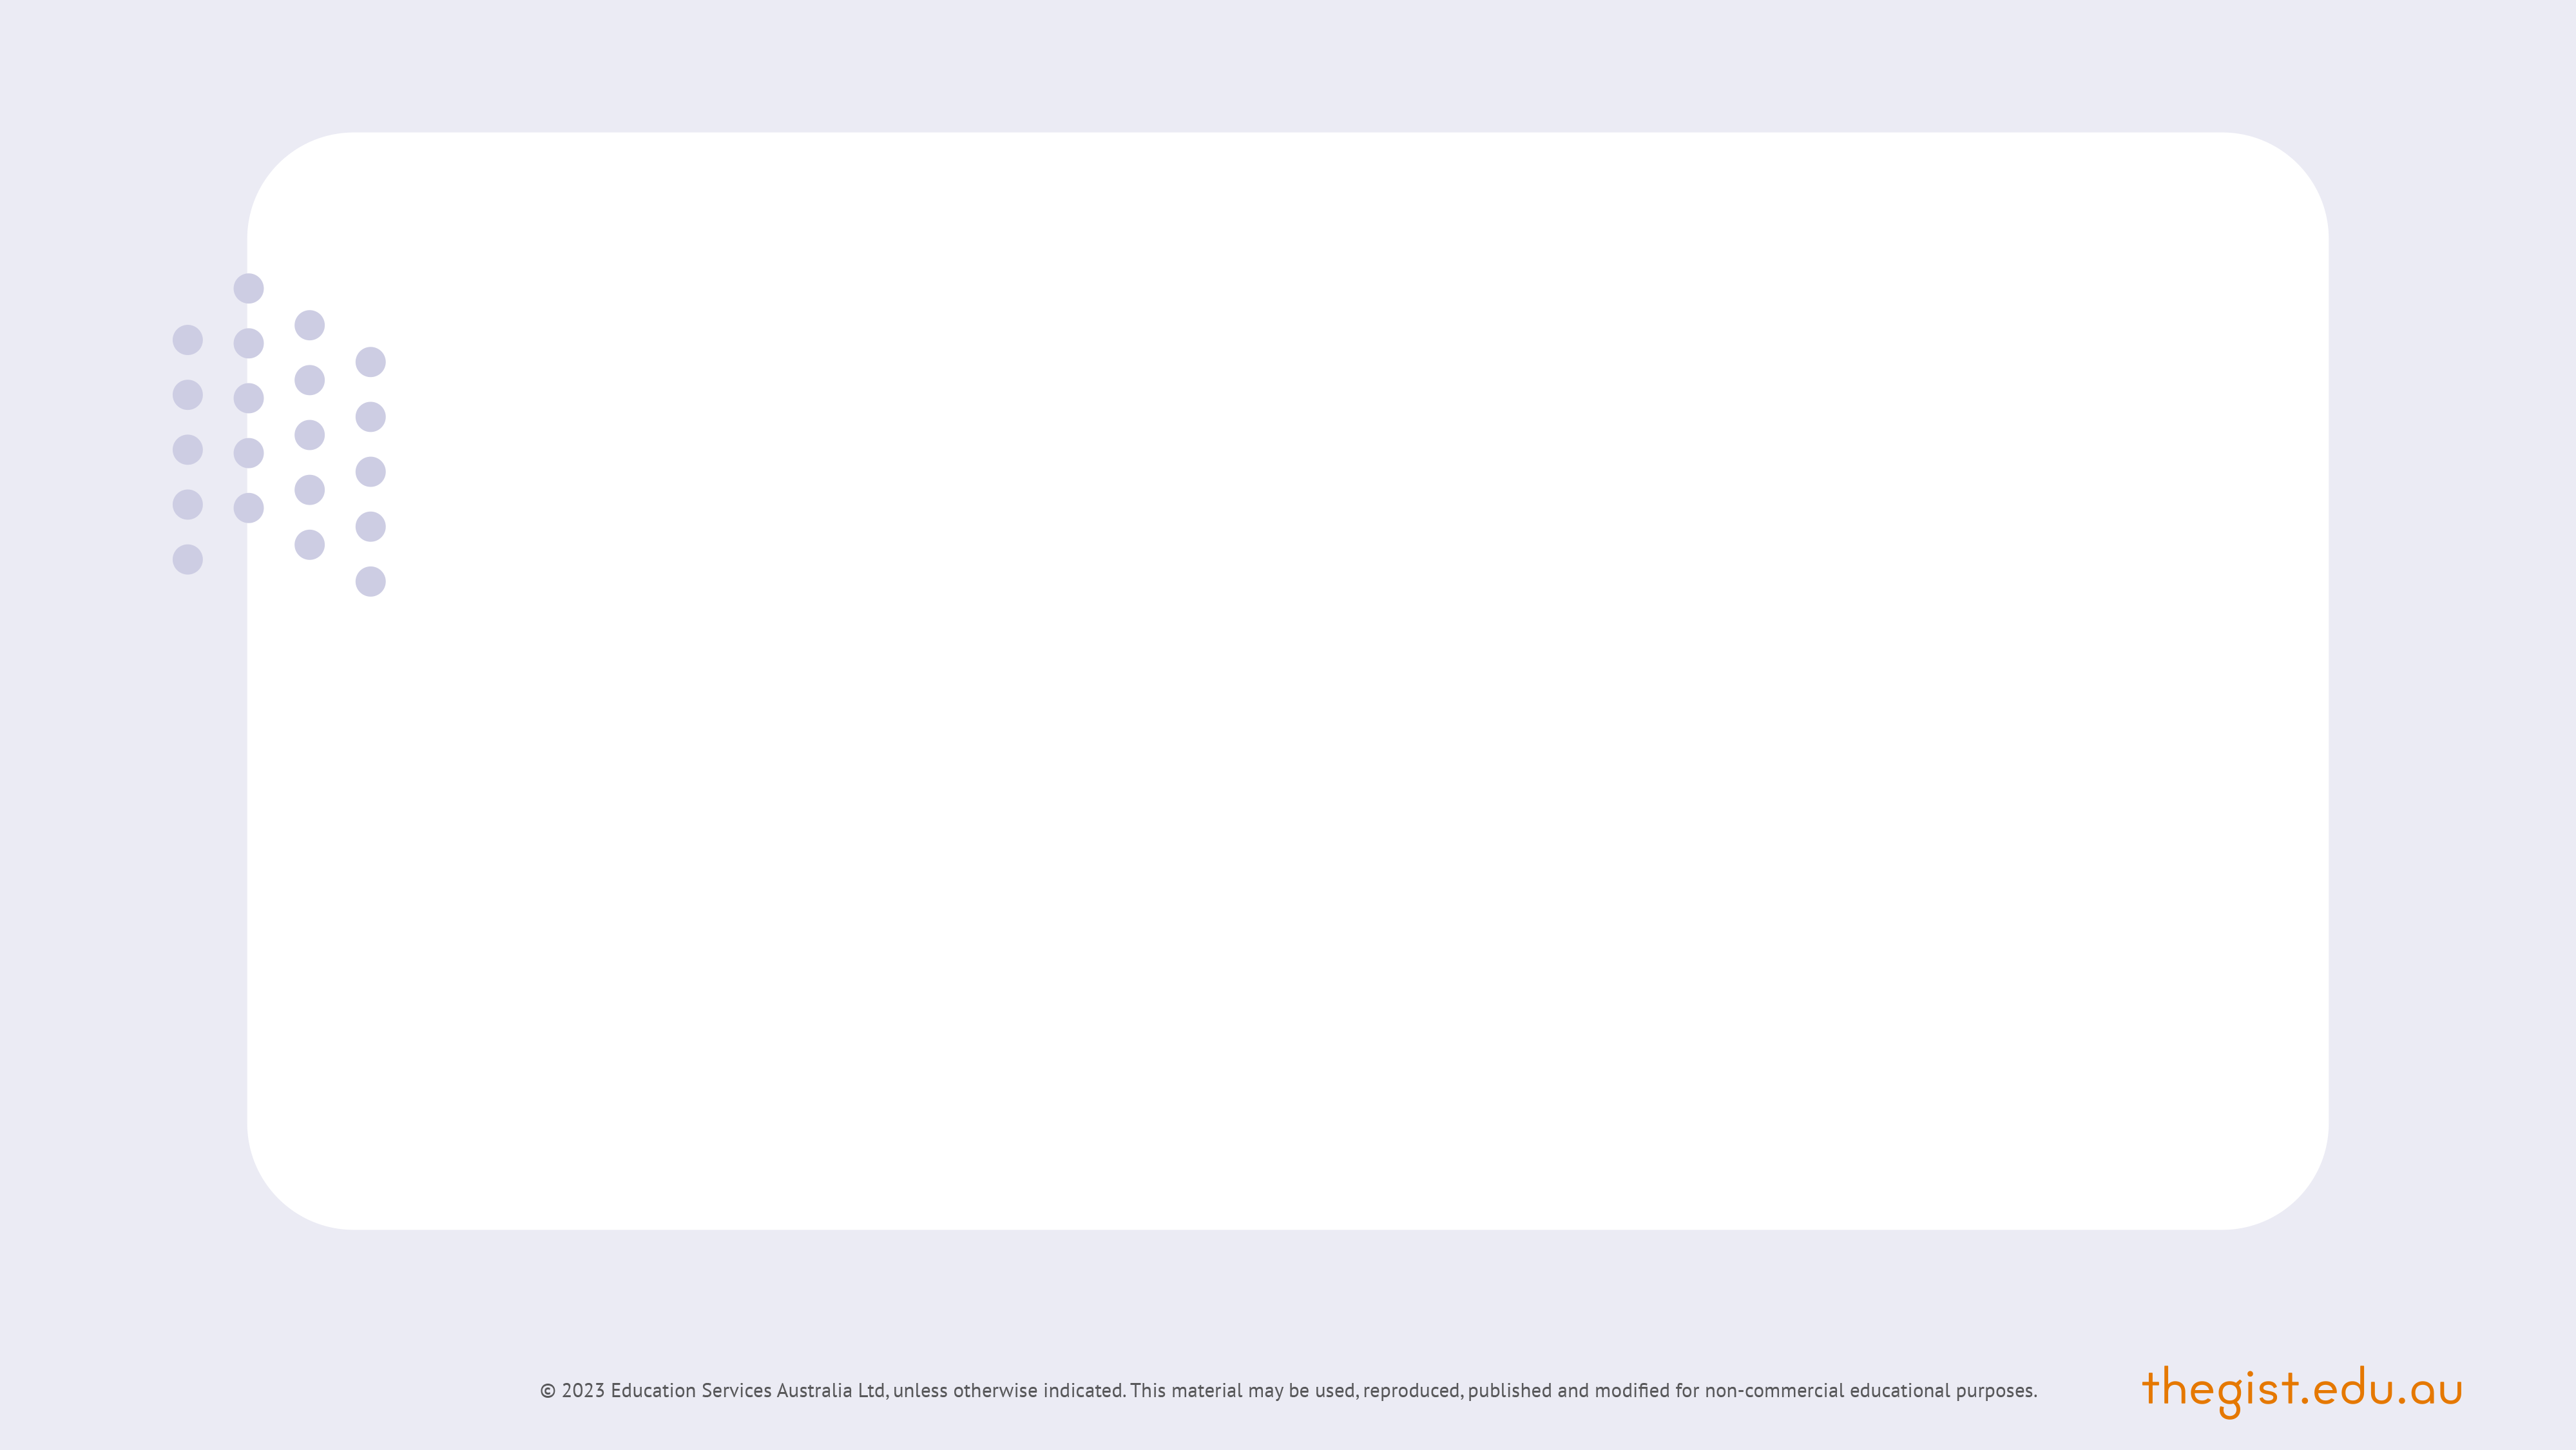 © 2023 Education Services Australia Ltd, unless otherwise indicated. This material may be used, reproduced, published and modified for non-commercial educational purposes.
thegist.edu.au